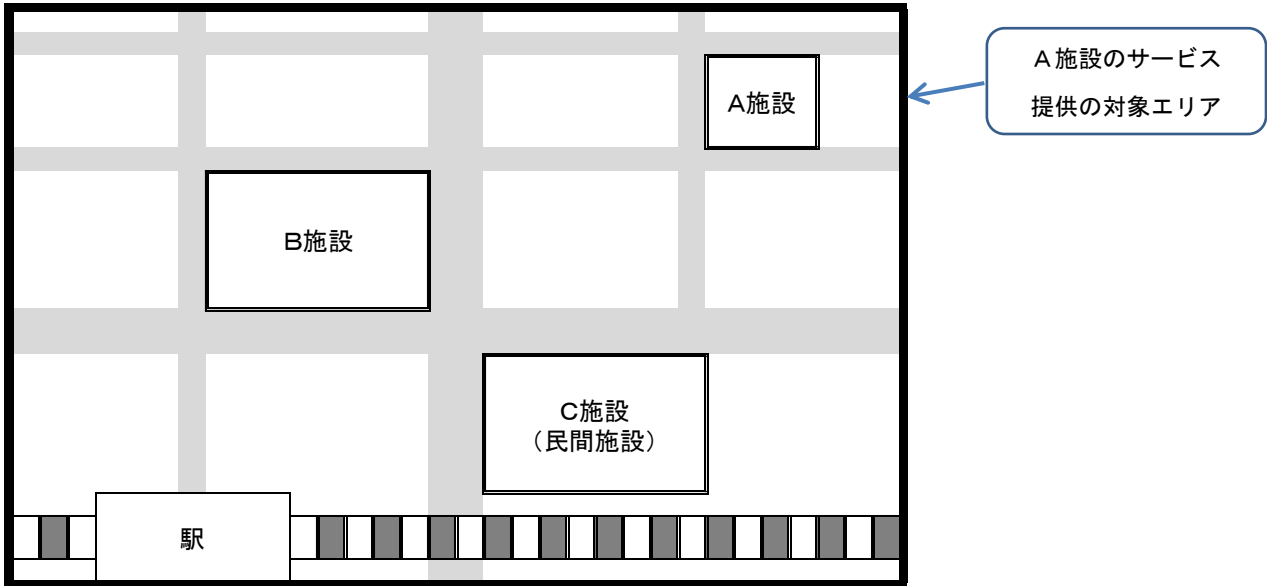 A施設のサービス
提供の対象エリア
A施設
B施設
C施設
（民間施設）
駅